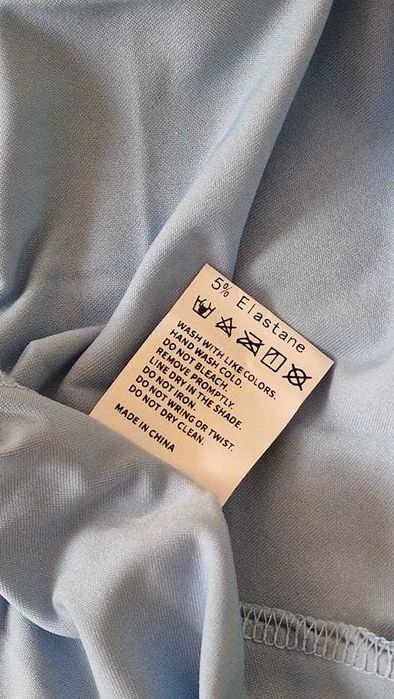 5% Elastane
WASH WITH LIKE COLORS.
HAND WASH COLD.
DO NOT BLEACH.
REMOVE PROMPTLY.
LINE DRY IN THE SHADE.
DO NOT IRON.
DO NOT WRING OR TWIST.
DO NOT DRY CLEAN.
MADE IN CHINA